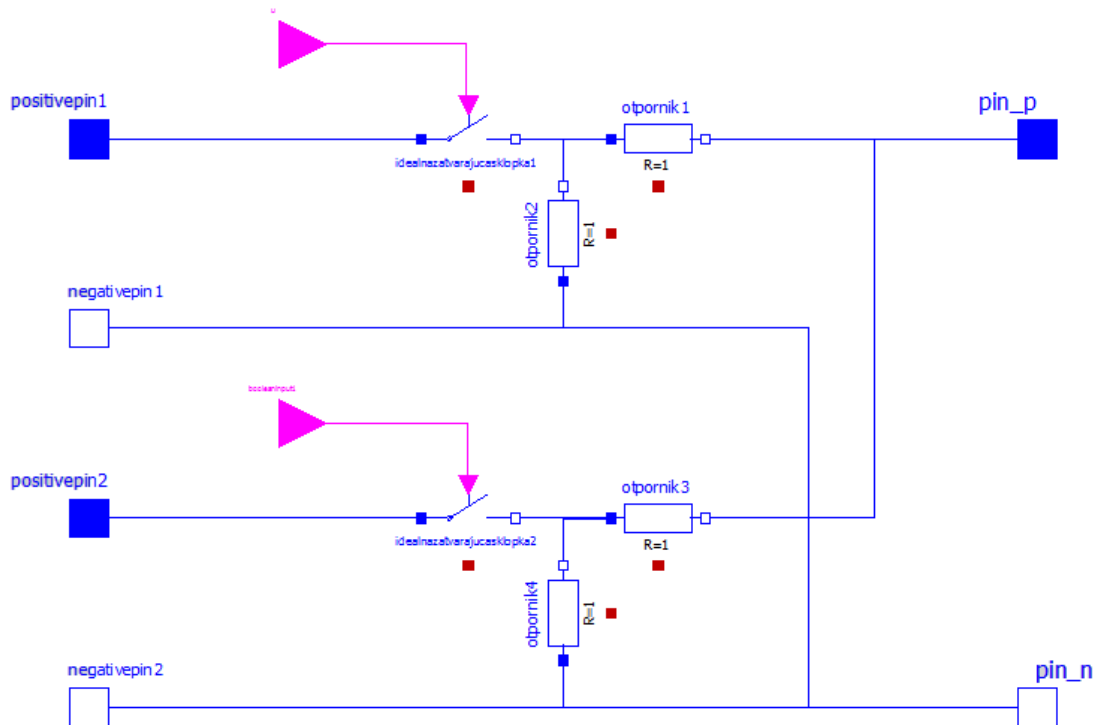 positivepin1
idealnazatvarajucasklopka1
otpornik1
R=1
pin_p
otpornik2
R=1
negativepin1
booleaninput1
positivepin2
idealnazatvarajucasklopka2
otpornik3
R=1
otpornik4
R=1
negativepin2
pin_n